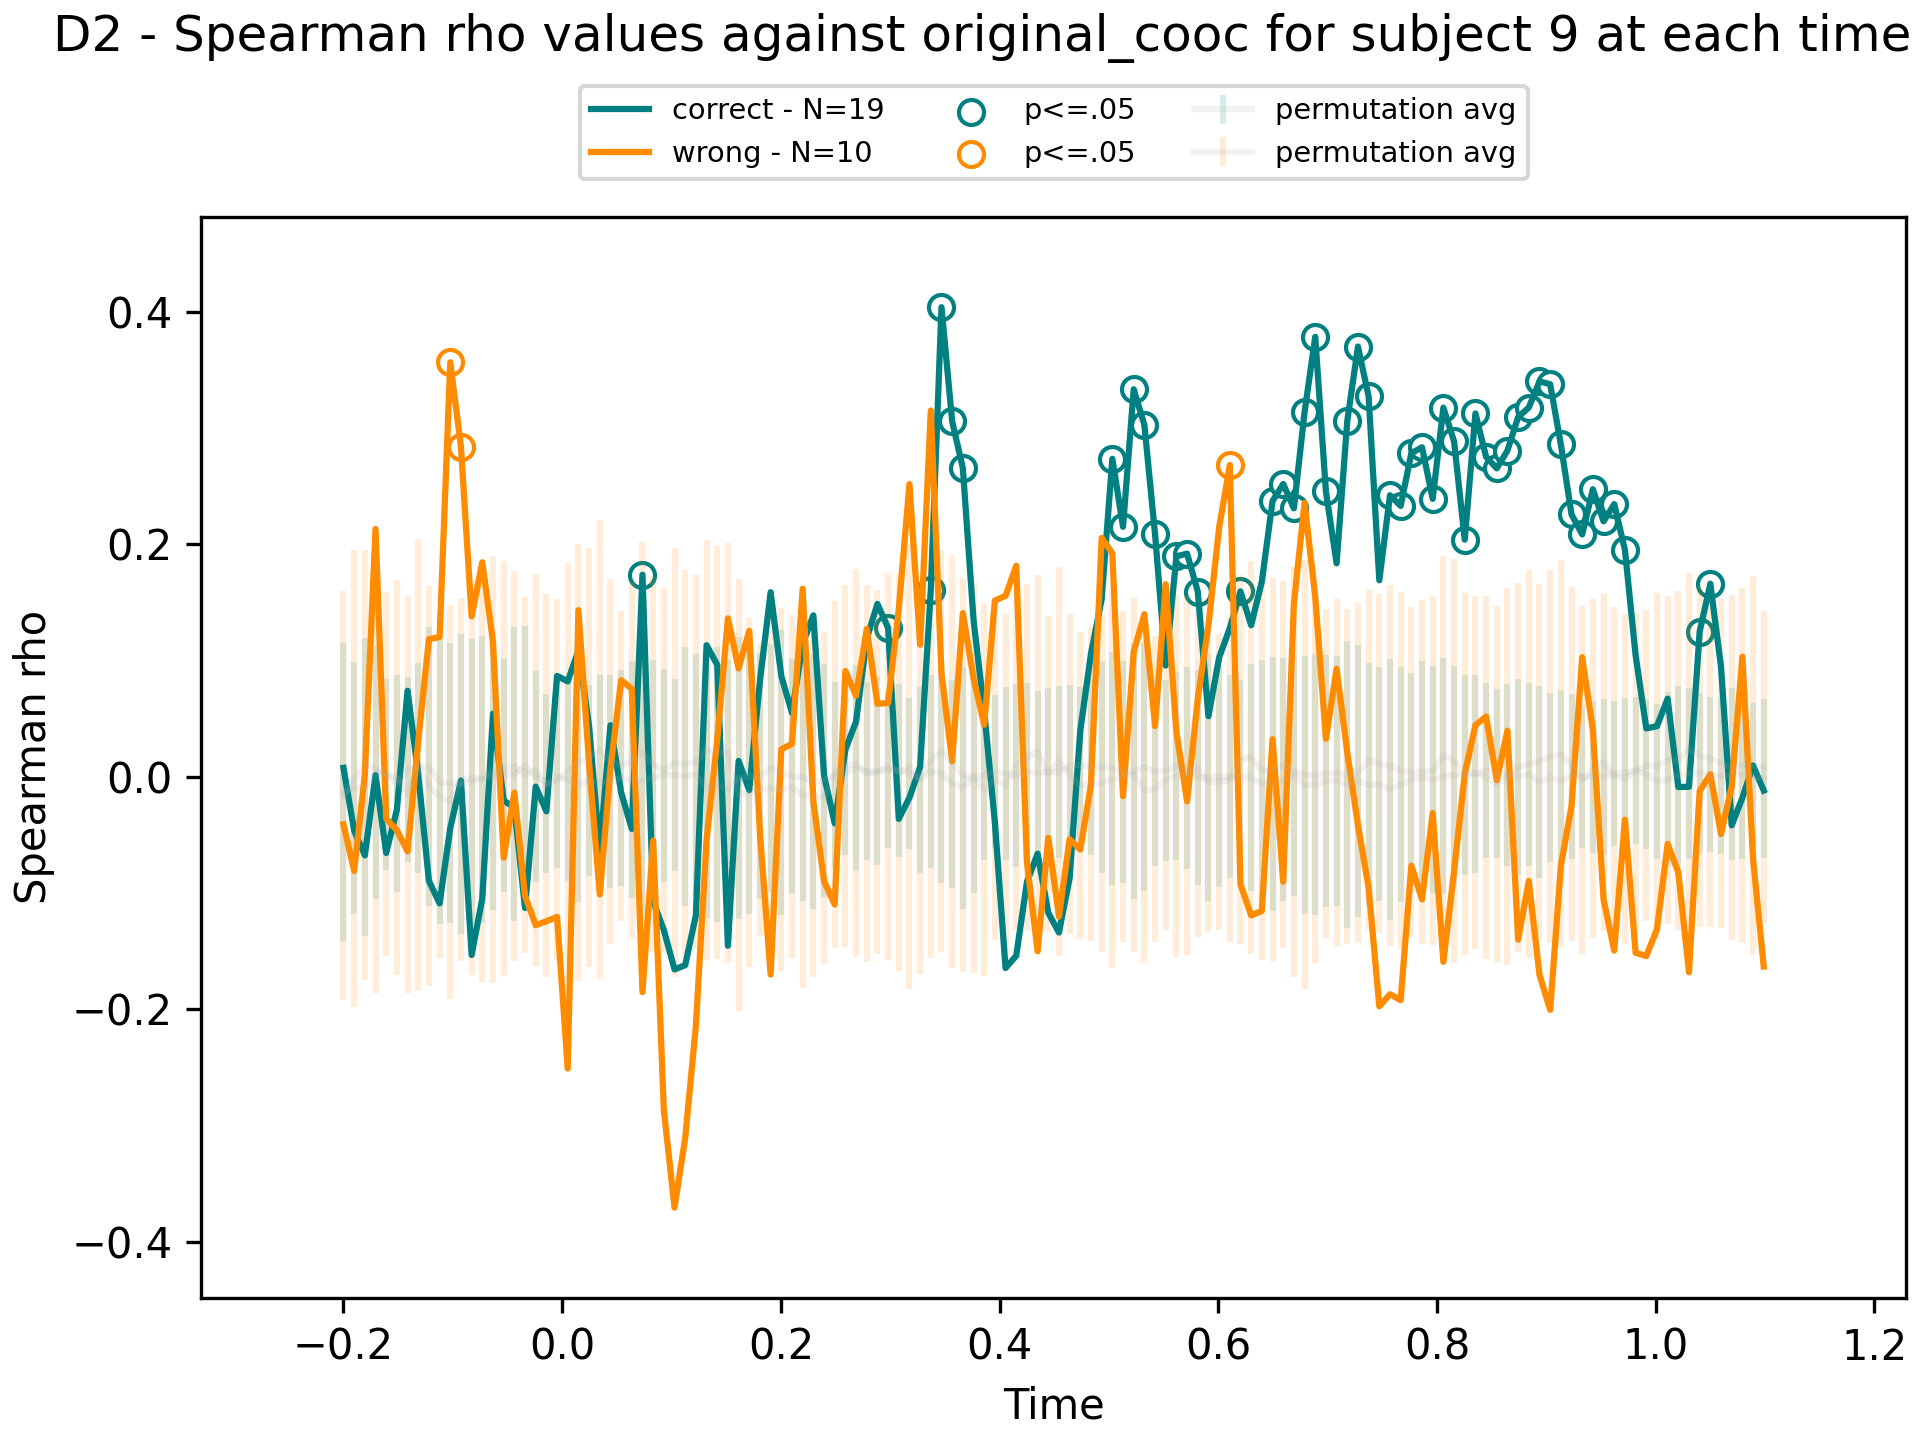 D2 - Spearman rho values against original_cooc for subject 9 at each time
correct - N=19
wrong - N=10
p<=.05
p<=.05
permutation avg
permutation avg
Spearman rho
0.4
0.2
0.0
−0.2
−0.4
−0.2
0.0
0.2
0.4
0.6
0.8
1.0
1.2
Time